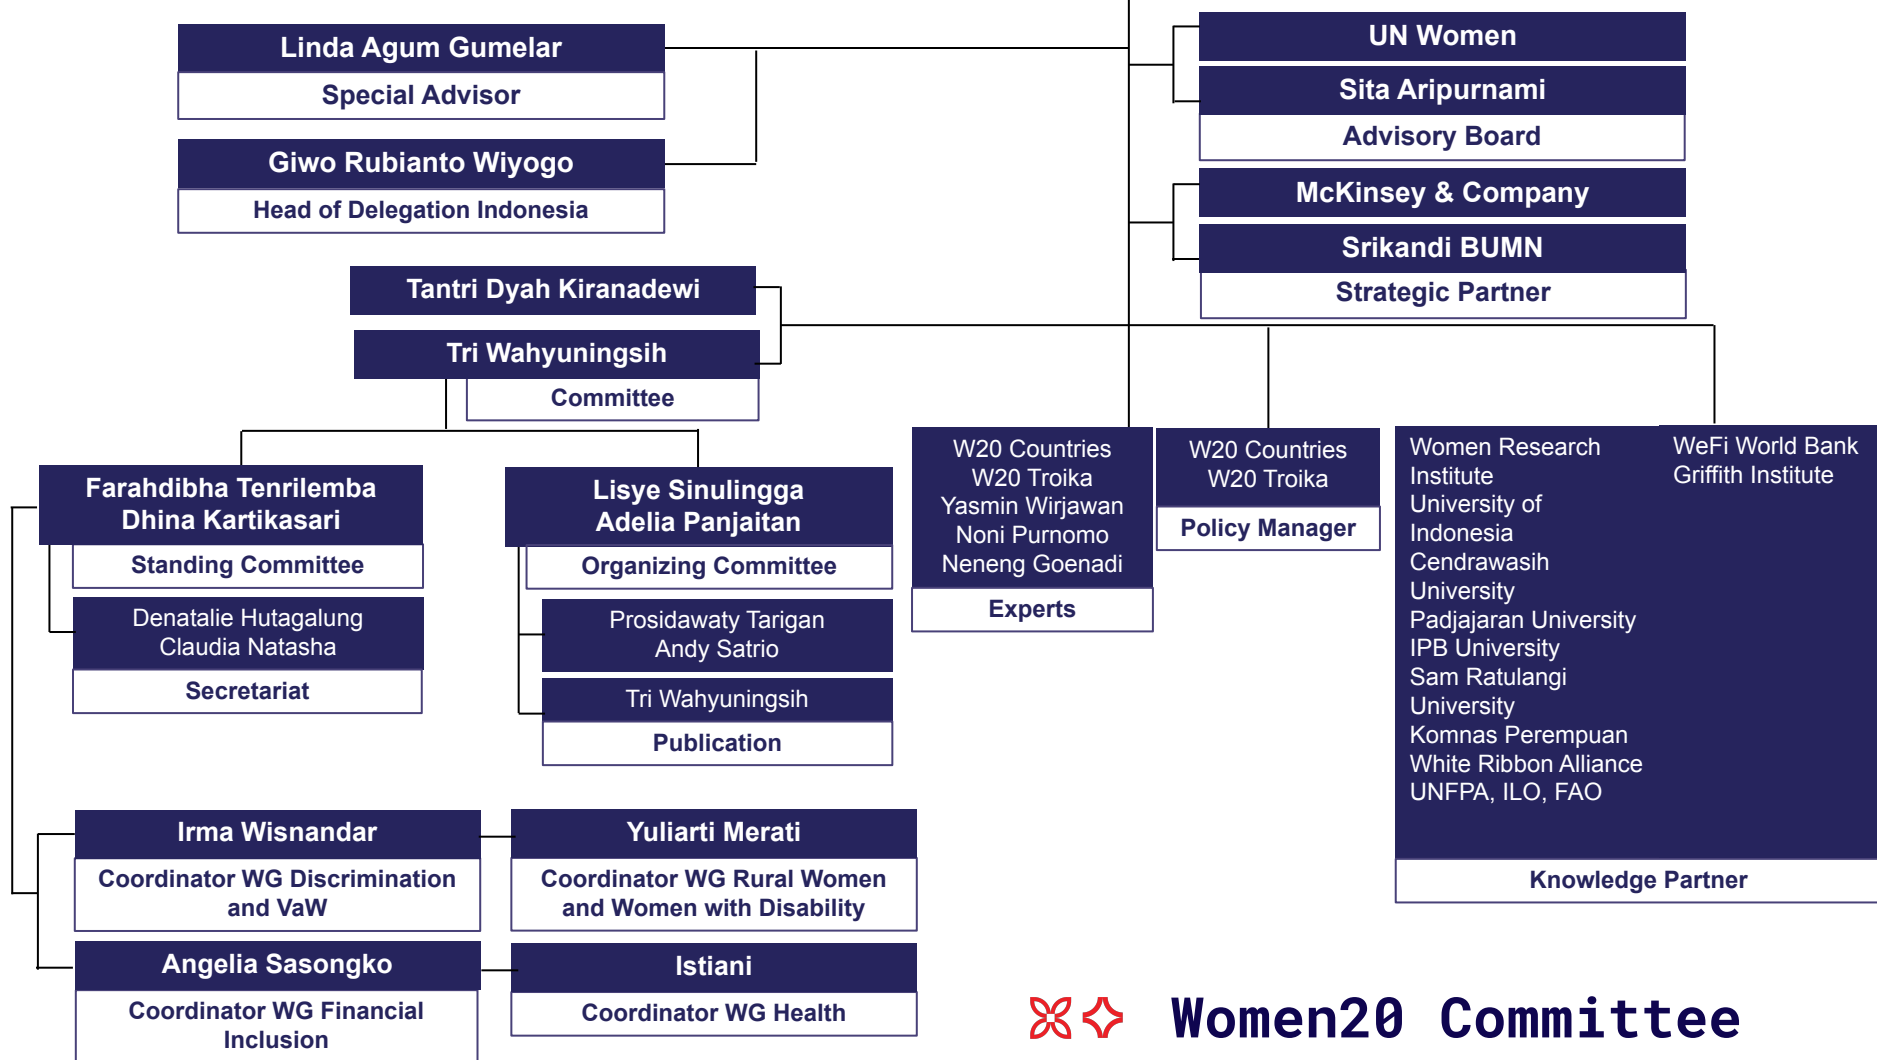 Linda Agum Gumelar
Special Advisor
Giwo Rubianto Wiyogo
Head of Delegation Indonesia
UN Women
Sita Aripurnami
Advisory Board
McKinsey & Company
Srikandi BUMN
Strategic Partner
Tantri Dyah Kiranadewi
Tri Wahyuningsih
Committee
Farahdibha Tenrilemba
Dhina Kartikasari
Standing Committee
Denatalie Hutagalung
Claudia Natasha
Secretariat
Lisye Sinulingga
Adelia Panjaitan
Organizing Committee
Prosidawaty Tarigan
Andy Satrio
Tri Wahyuningsih
Publication
W20 Countries
W20 Troika
Yasmin Wirjawan
Noni Purnomo
Neneng Goenadi
Experts
W20 Countries
W20 Troika
Policy Manager
Women Research
Institute
University of
Indonesia
Cendrawasih
University
Padjajaran University
IPB University
Sam Ratulangi
University
Komnas Perempuan
White Ribbon Alliance
UNFPA, ILO, FAO
WeFi World Bank
Griffith Institute
Knowledge Partner
Irma Wisnandar
Coordinator WG Discrimination
and VaW
Yuliarti Merati
Coordinator WG Rural Women
and Women with Disability
Angelia Sasongko
Coordinator WG Financial
Inclusion
Istiani
Coordinator WG Health
Women20 Committee